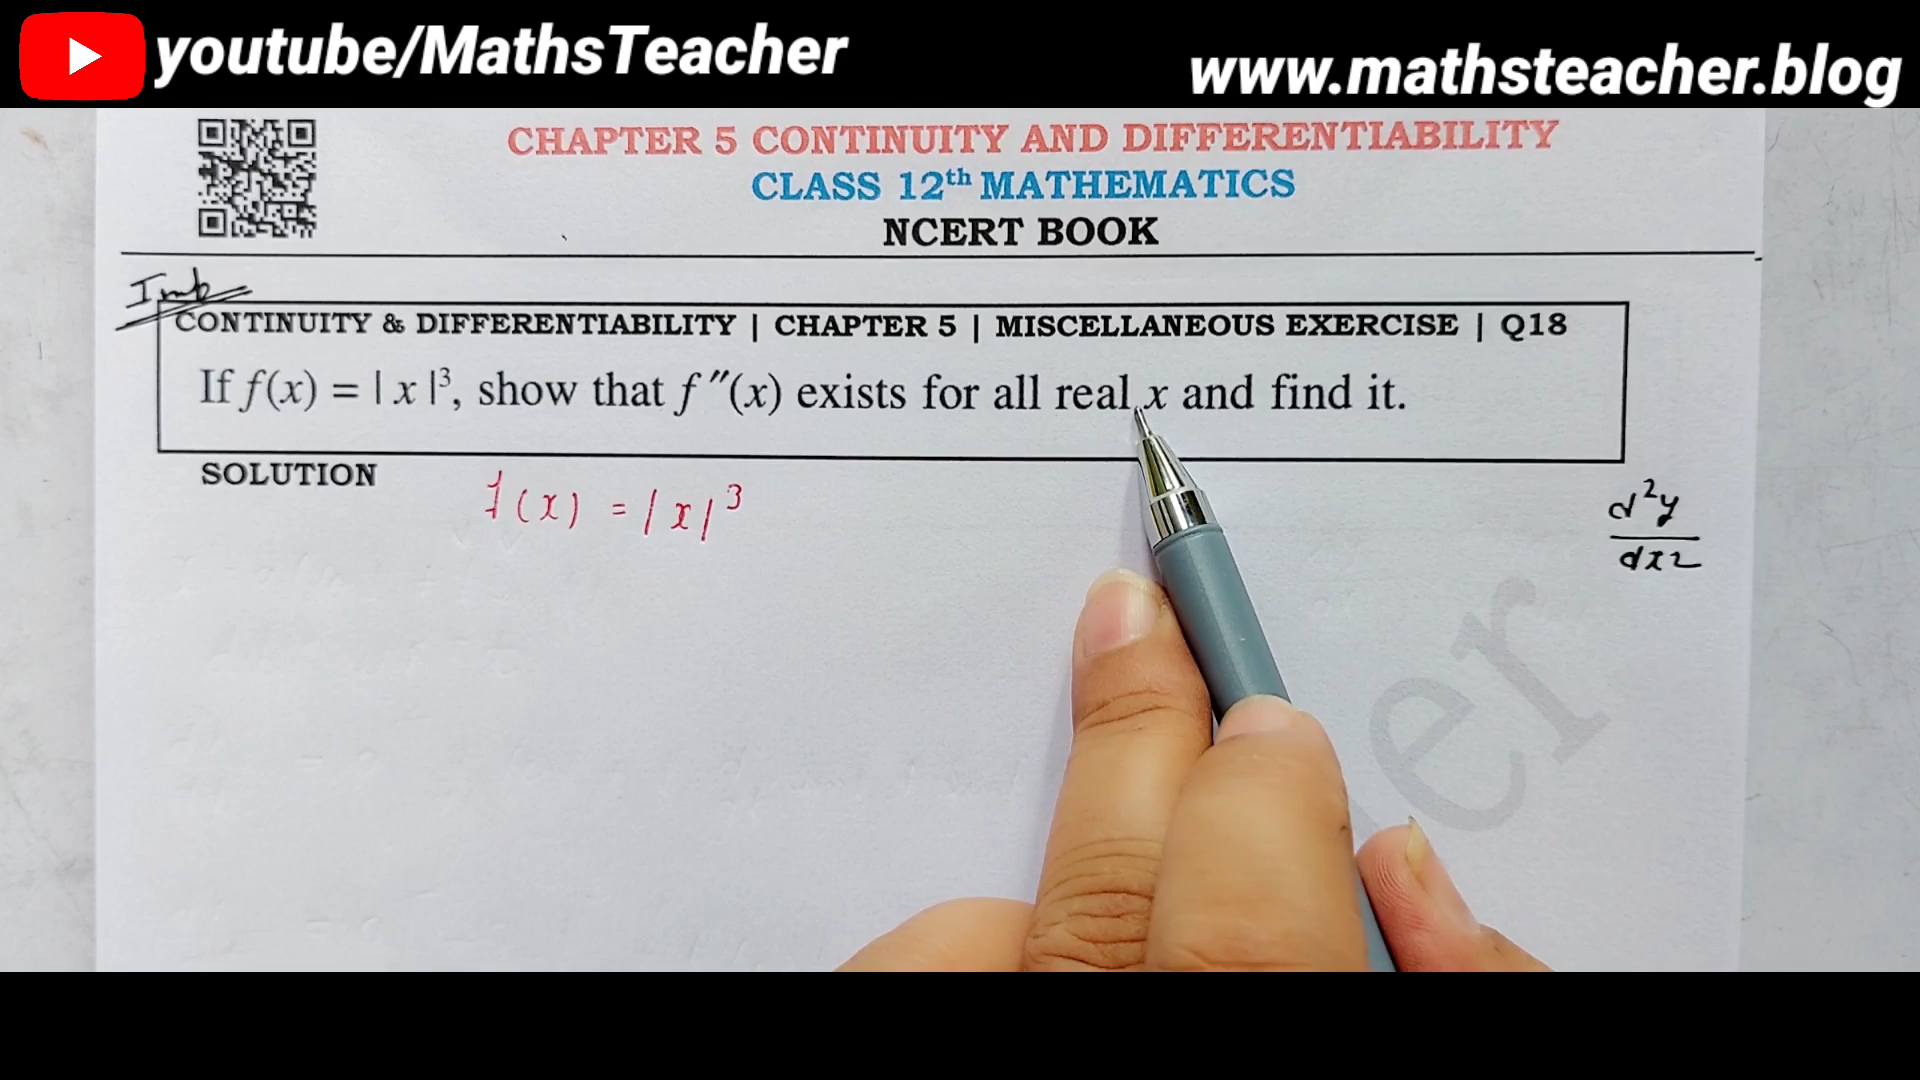 youtube/MathsTeacher
www.mathsteacher.blog
CHAPTER 5 CONTINUITY AND DIFFERENTIABILITY
CLASS 12th MATHEMATICS
NCERT BOOK
Imp
CONTINUITY & DIFFERENTIABILITY | CHAPTER 5 | MISCELLANEOUS EXERCISE | Q18
If f(x) = | x |³, show that f ″(x) exists for all real x and find it.
SOLUTION
f(x) = |x|³
d²y
dx2
er